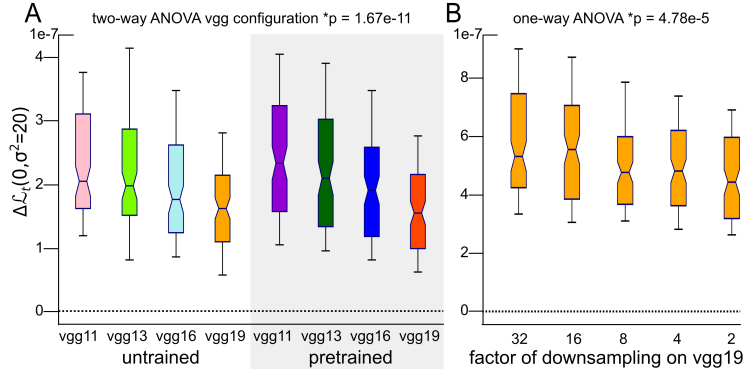 A
two-way ANOVA vgg configuration *p = 1.67e-11
1e-7
4
3
2
1
0
Δℒₜ(0,σ²=20)
vgg11 vgg13 vgg16 vgg19 vgg11 vgg13 vgg16 vgg19
untrained pretrained
B
one-way ANOVA *p = 4.78e-5
1e-7
8
6
4
2
0
32 16 8 4 2
factor of downsampling on vgg19